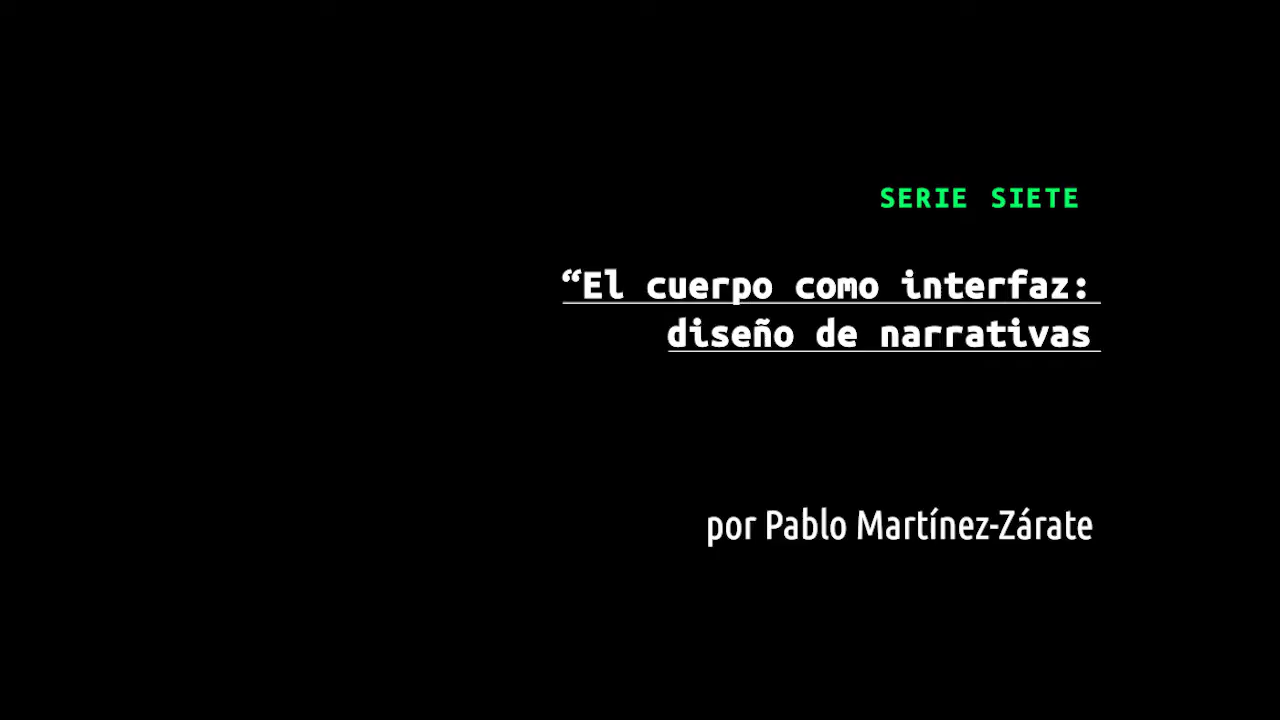 SERIE SIETE
“El cuerpo como interfaz:
diseño de narrativas
por Pablo Martínez-Zárate